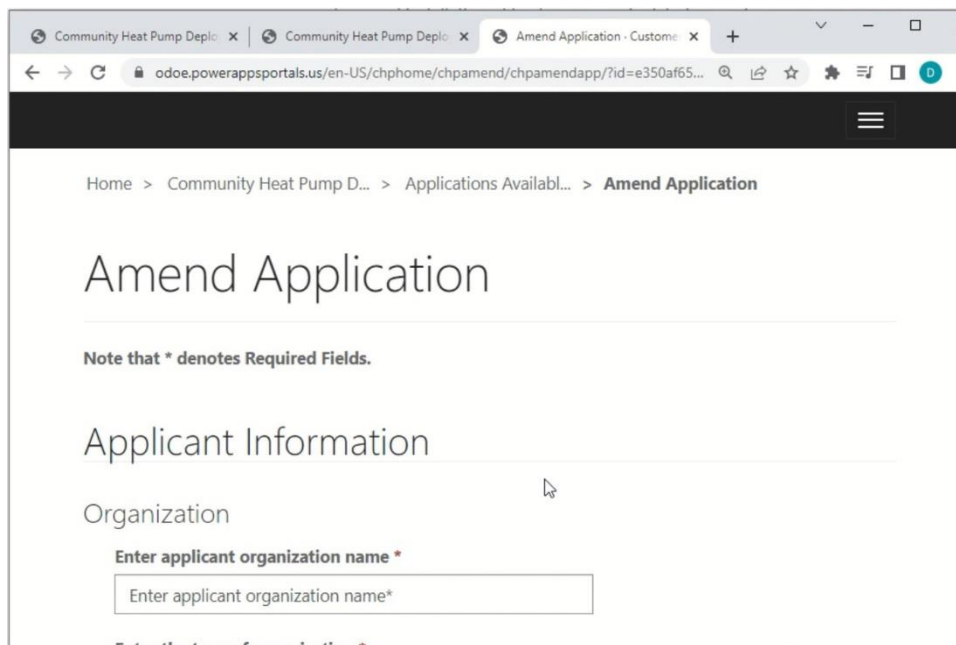 Community Heat Pump Deplo
Community Heat Pump Deplo
Amend Application - Custome
odoe.powerappsportals.us/en-US/chphome/chpamend/chpamendapp/?id=e350af65...
D
Home > Community Heat Pump D... > Applications Availabl... > Amend Application
Amend Application
Note that * denotes Required Fields.
Applicant Information
Organization
Enter applicant organization name *
Enter applicant organization name*